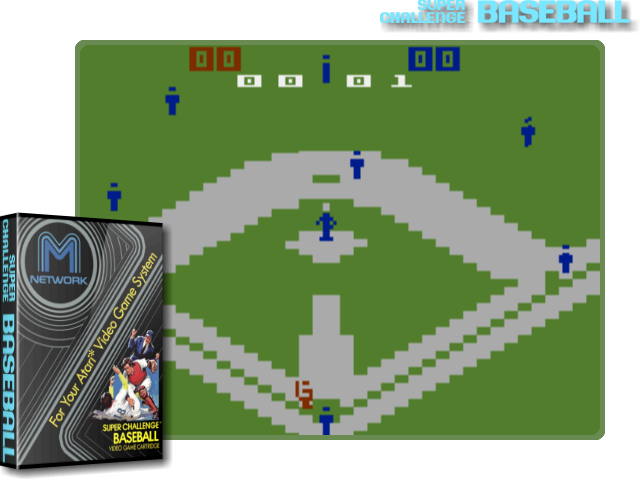 SUPER
CHALLENGE BASEBALL
00 00
0 0 0 1
SUPER
CHALLENGE BASEBALL
M
NETWORK
For Your Atari® Video Game System
SUPER CHALLENGE™
BASEBALL
VIDEO GAME CARTRIDGE